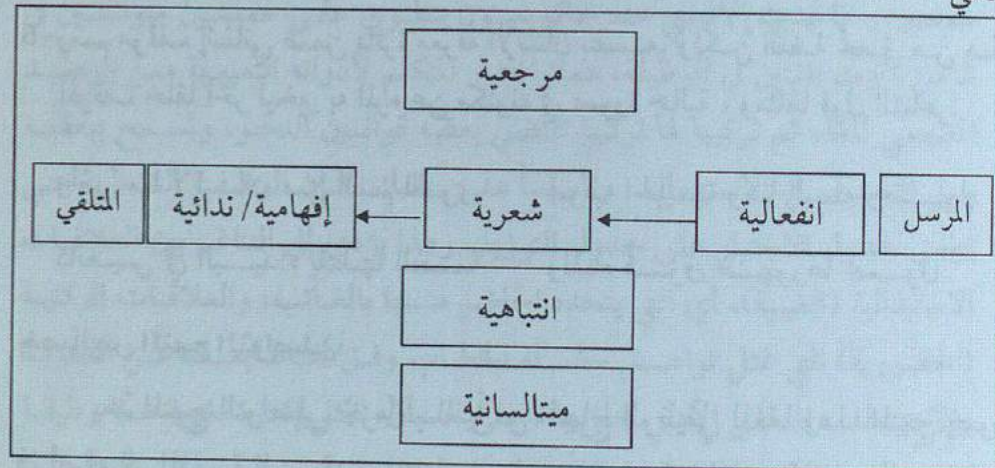 مرجعية
المرسل انفعالية شعرية إفهامية/ندائية المتلقي
انتباهية
ميتالسانية